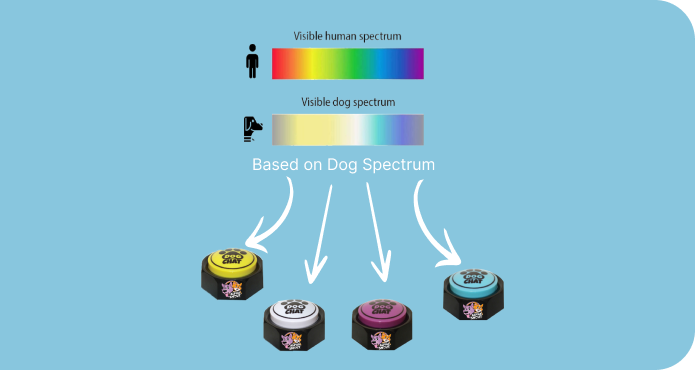 Visible human spectrum
Visible dog spectrum
Based on Dog Spectrum
DOG
CHAT
DOG
CHAT
DOG
CHAT
DOG
CHAT